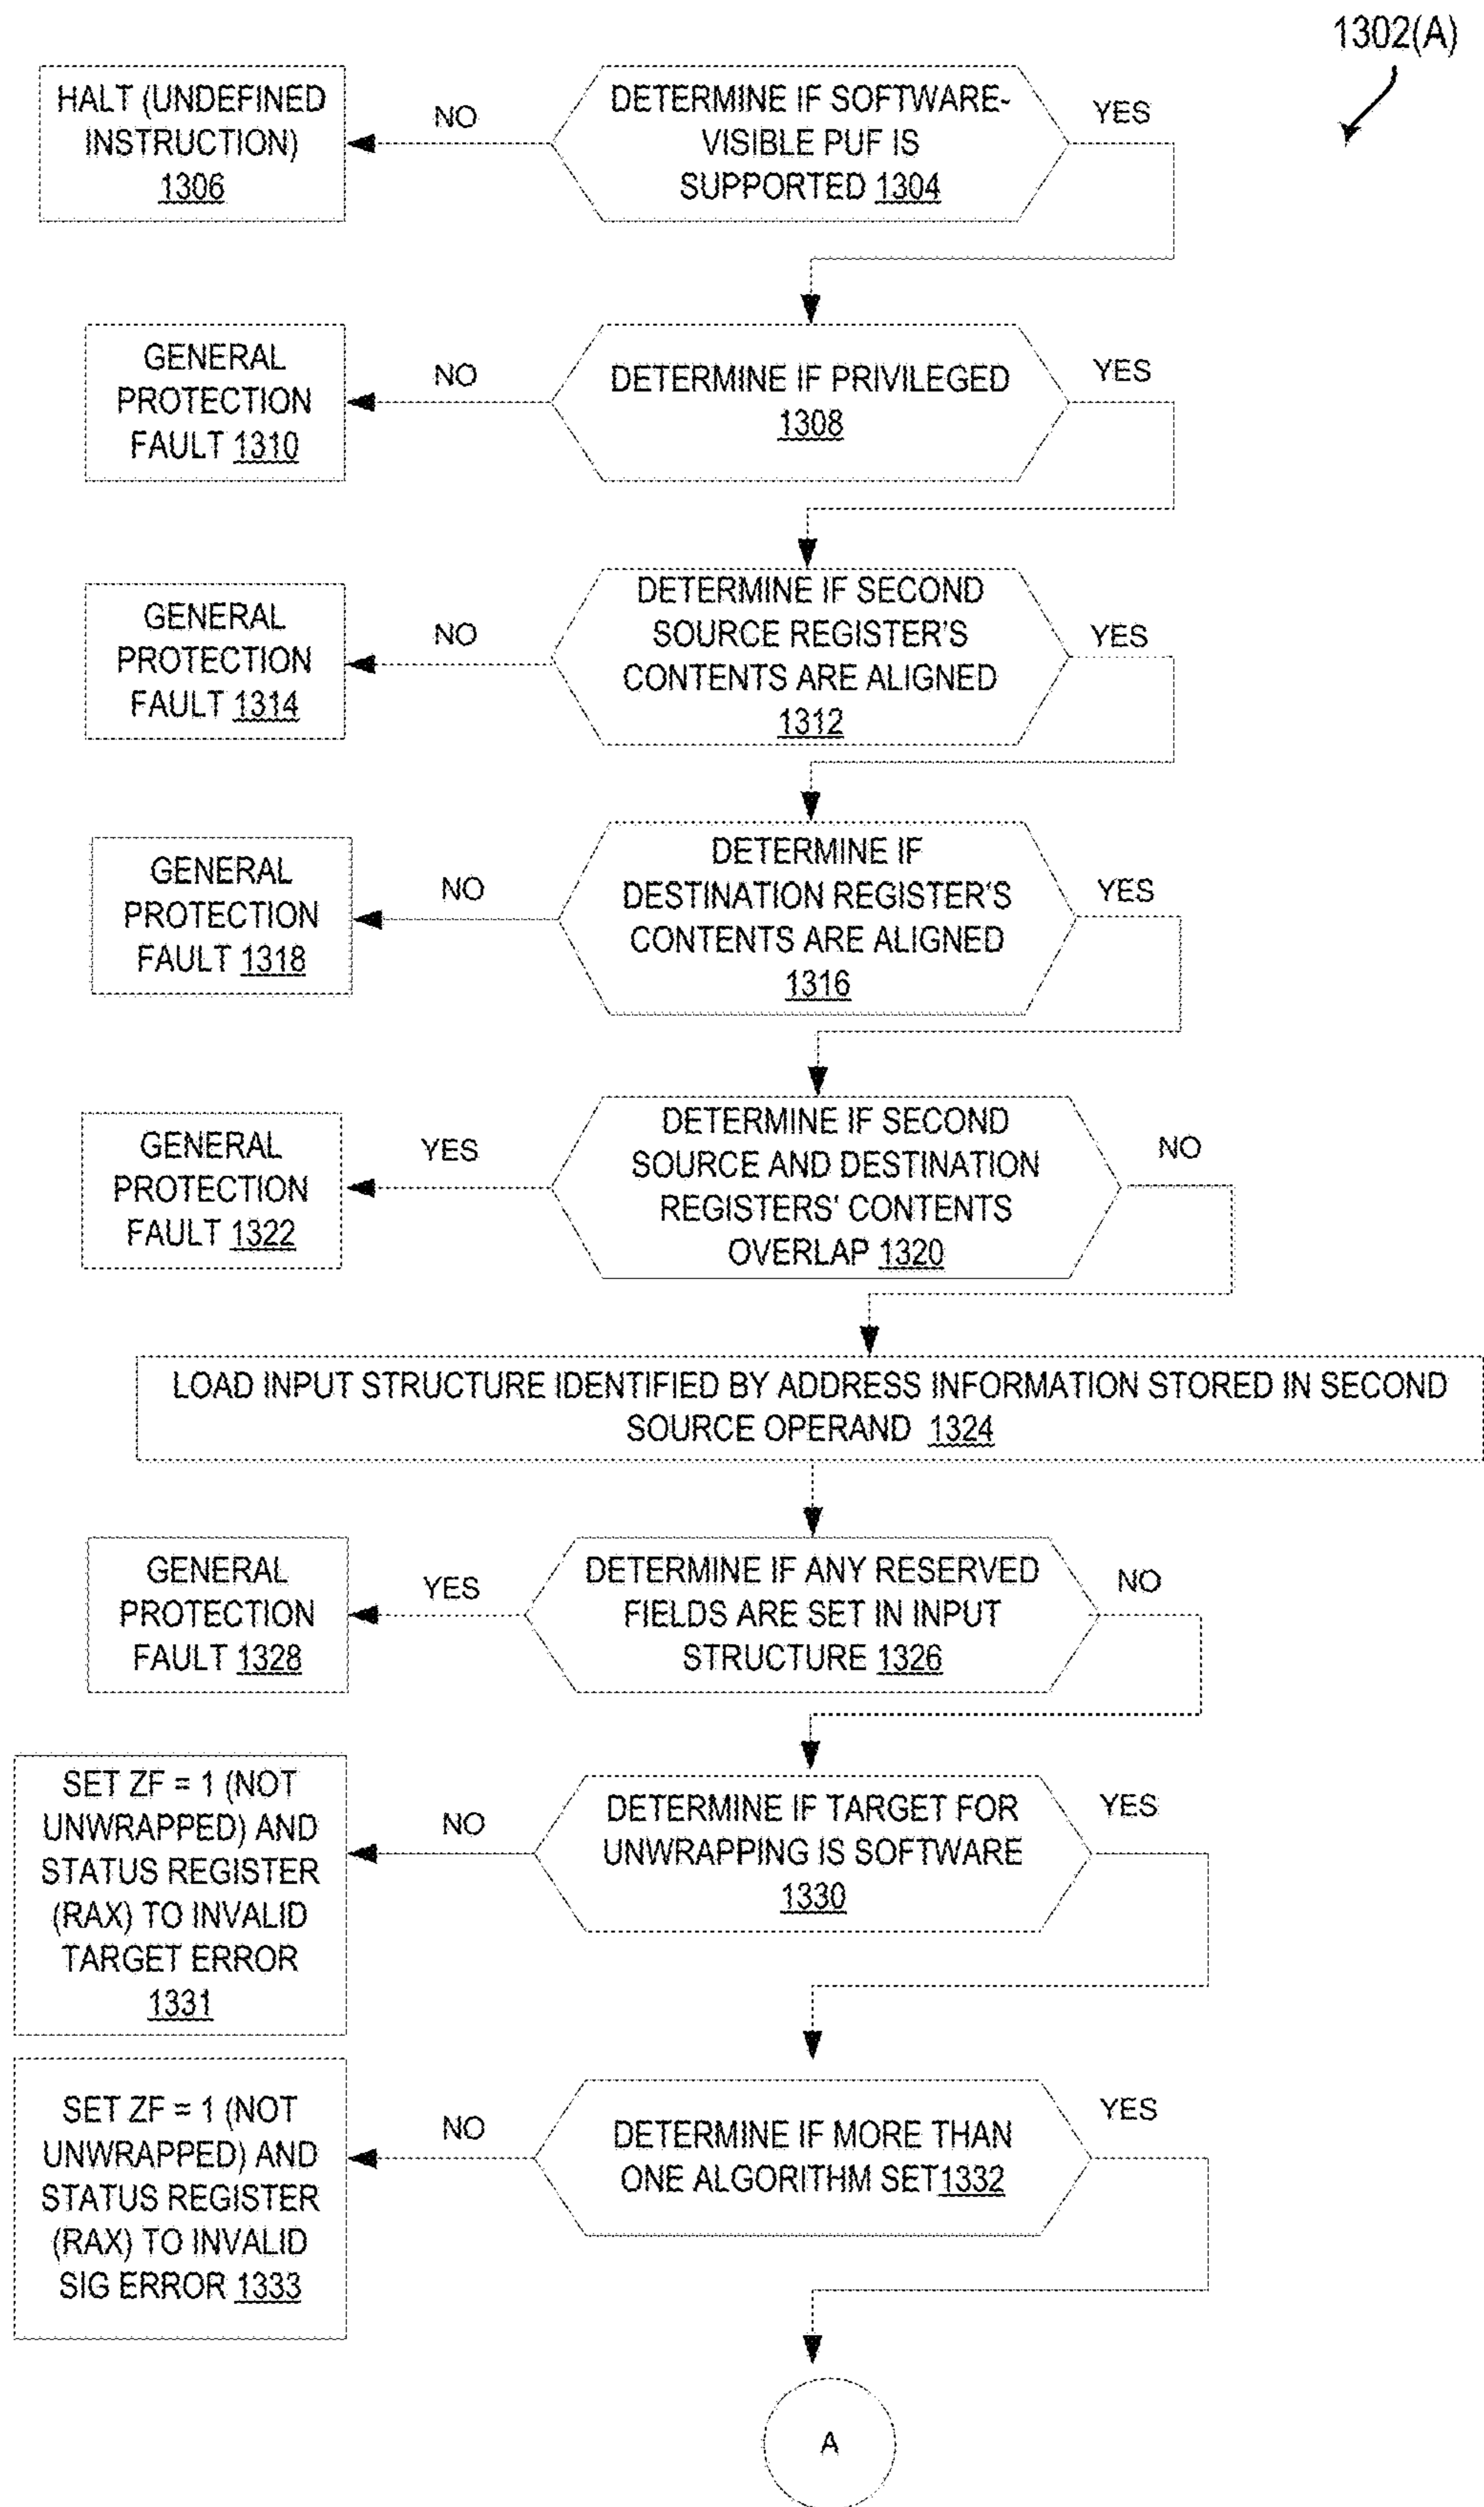 1302(A)
HALT (UNDEFINED
INSTRUCTION)
1306
NO
DETERMINE IF SOFTWARE-
VISIBLE PUF IS
SUPPORTED 1304
YES
GENERAL
PROTECTION
FAULT 1310
NO
DETERMINE IF PRIVILEGED
1308
YES
GENERAL
PROTECTION
FAULT 1314
NO
DETERMINE IF SECOND
SOURCE REGISTER'S
CONTENTS ARE ALIGNED
1312
YES
GENERAL
PROTECTION
FAULT 1318
NO
DETERMINE IF
DESTINATION REGISTER'S
CONTENTS ARE ALIGNED
1316
YES
GENERAL
PROTECTION
FAULT 1322
YES
DETERMINE IF SECOND
SOURCE AND DESTINATION
REGISTERS' CONTENTS
OVERLAP 1320
NO
LOAD INPUT STRUCTURE IDENTIFIED BY ADDRESS INFORMATION STORED IN SECOND
SOURCE OPERAND 1324
GENERAL
PROTECTION
FAULT 1328
YES
DETERMINE IF ANY RESERVED
FIELDS ARE SET IN INPUT
STRUCTURE 1326
NO
SET ZF = 1 (NOT
UNWRAPPED) AND
STATUS REGISTER
(RAX) TO INVALID
TARGET ERROR
1331
NO
DETERMINE IF TARGET FOR
UNWRAPPING IS SOFTWARE
1330
YES
SET ZF = 1 (NOT
UNWRAPPED) AND
STATUS REGISTER
(RAX) TO INVALID
SIG ERROR 1333
NO
DETERMINE IF MORE THAN
ONE ALGORITHM SET1332
YES
A